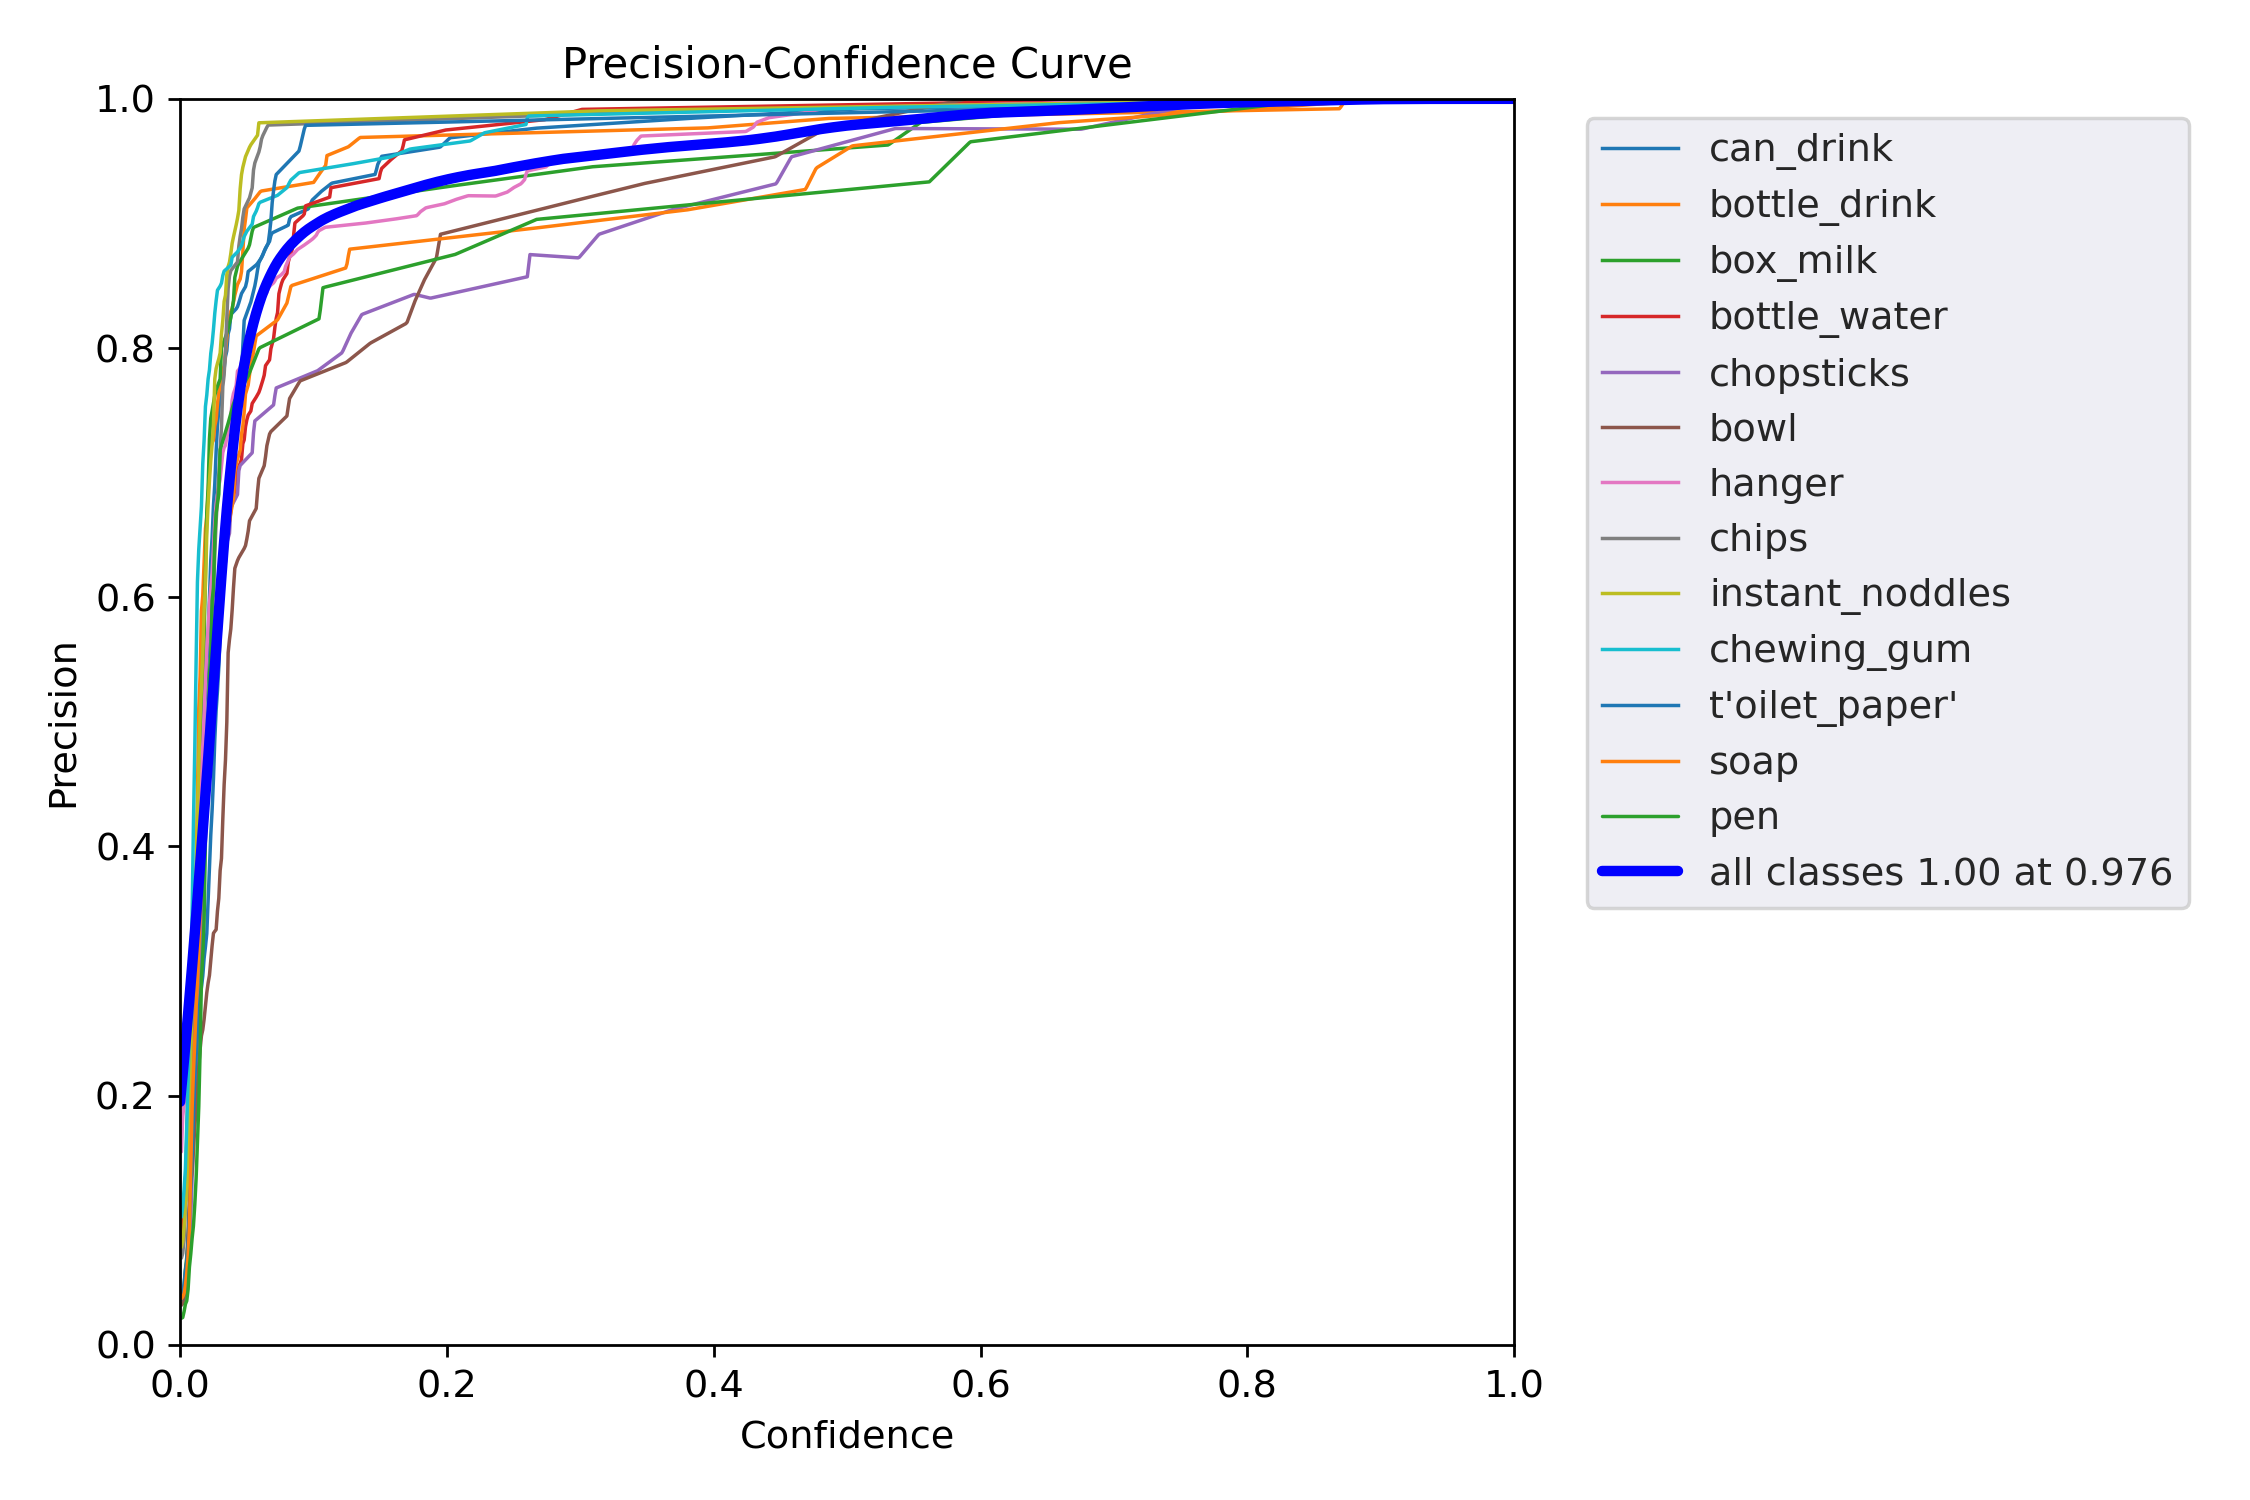 Precision-Confidence Curve
1.0
0.8
0.6
0.4
0.2
0.0
Precision
0.0 0.2 0.4 0.6 0.8 1.0
Confidence
can_drink
bottle_drink
box_milk
bottle_water
chopsticks
bowl
hanger
chips
instant_noddles
chewing_gum
t'oilet_paper'
soap
pen
all classes 1.00 at 0.976